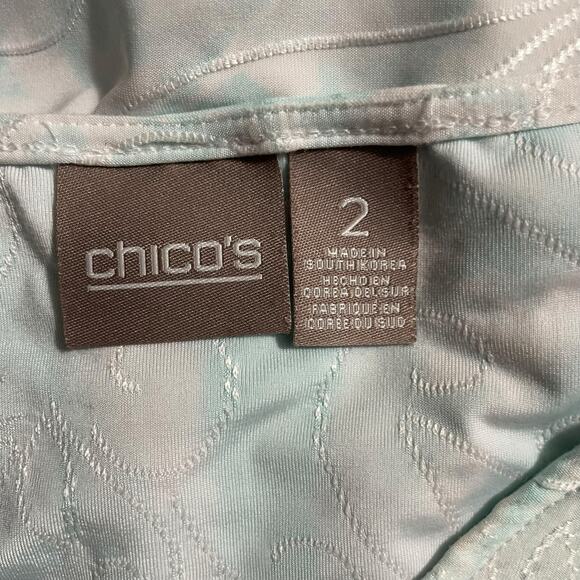 chico's
2
MADE IN
SOUTH KOREA
HECHO EN
COREA DEL SUR
FABRIQUE EN
COREE DU SUD